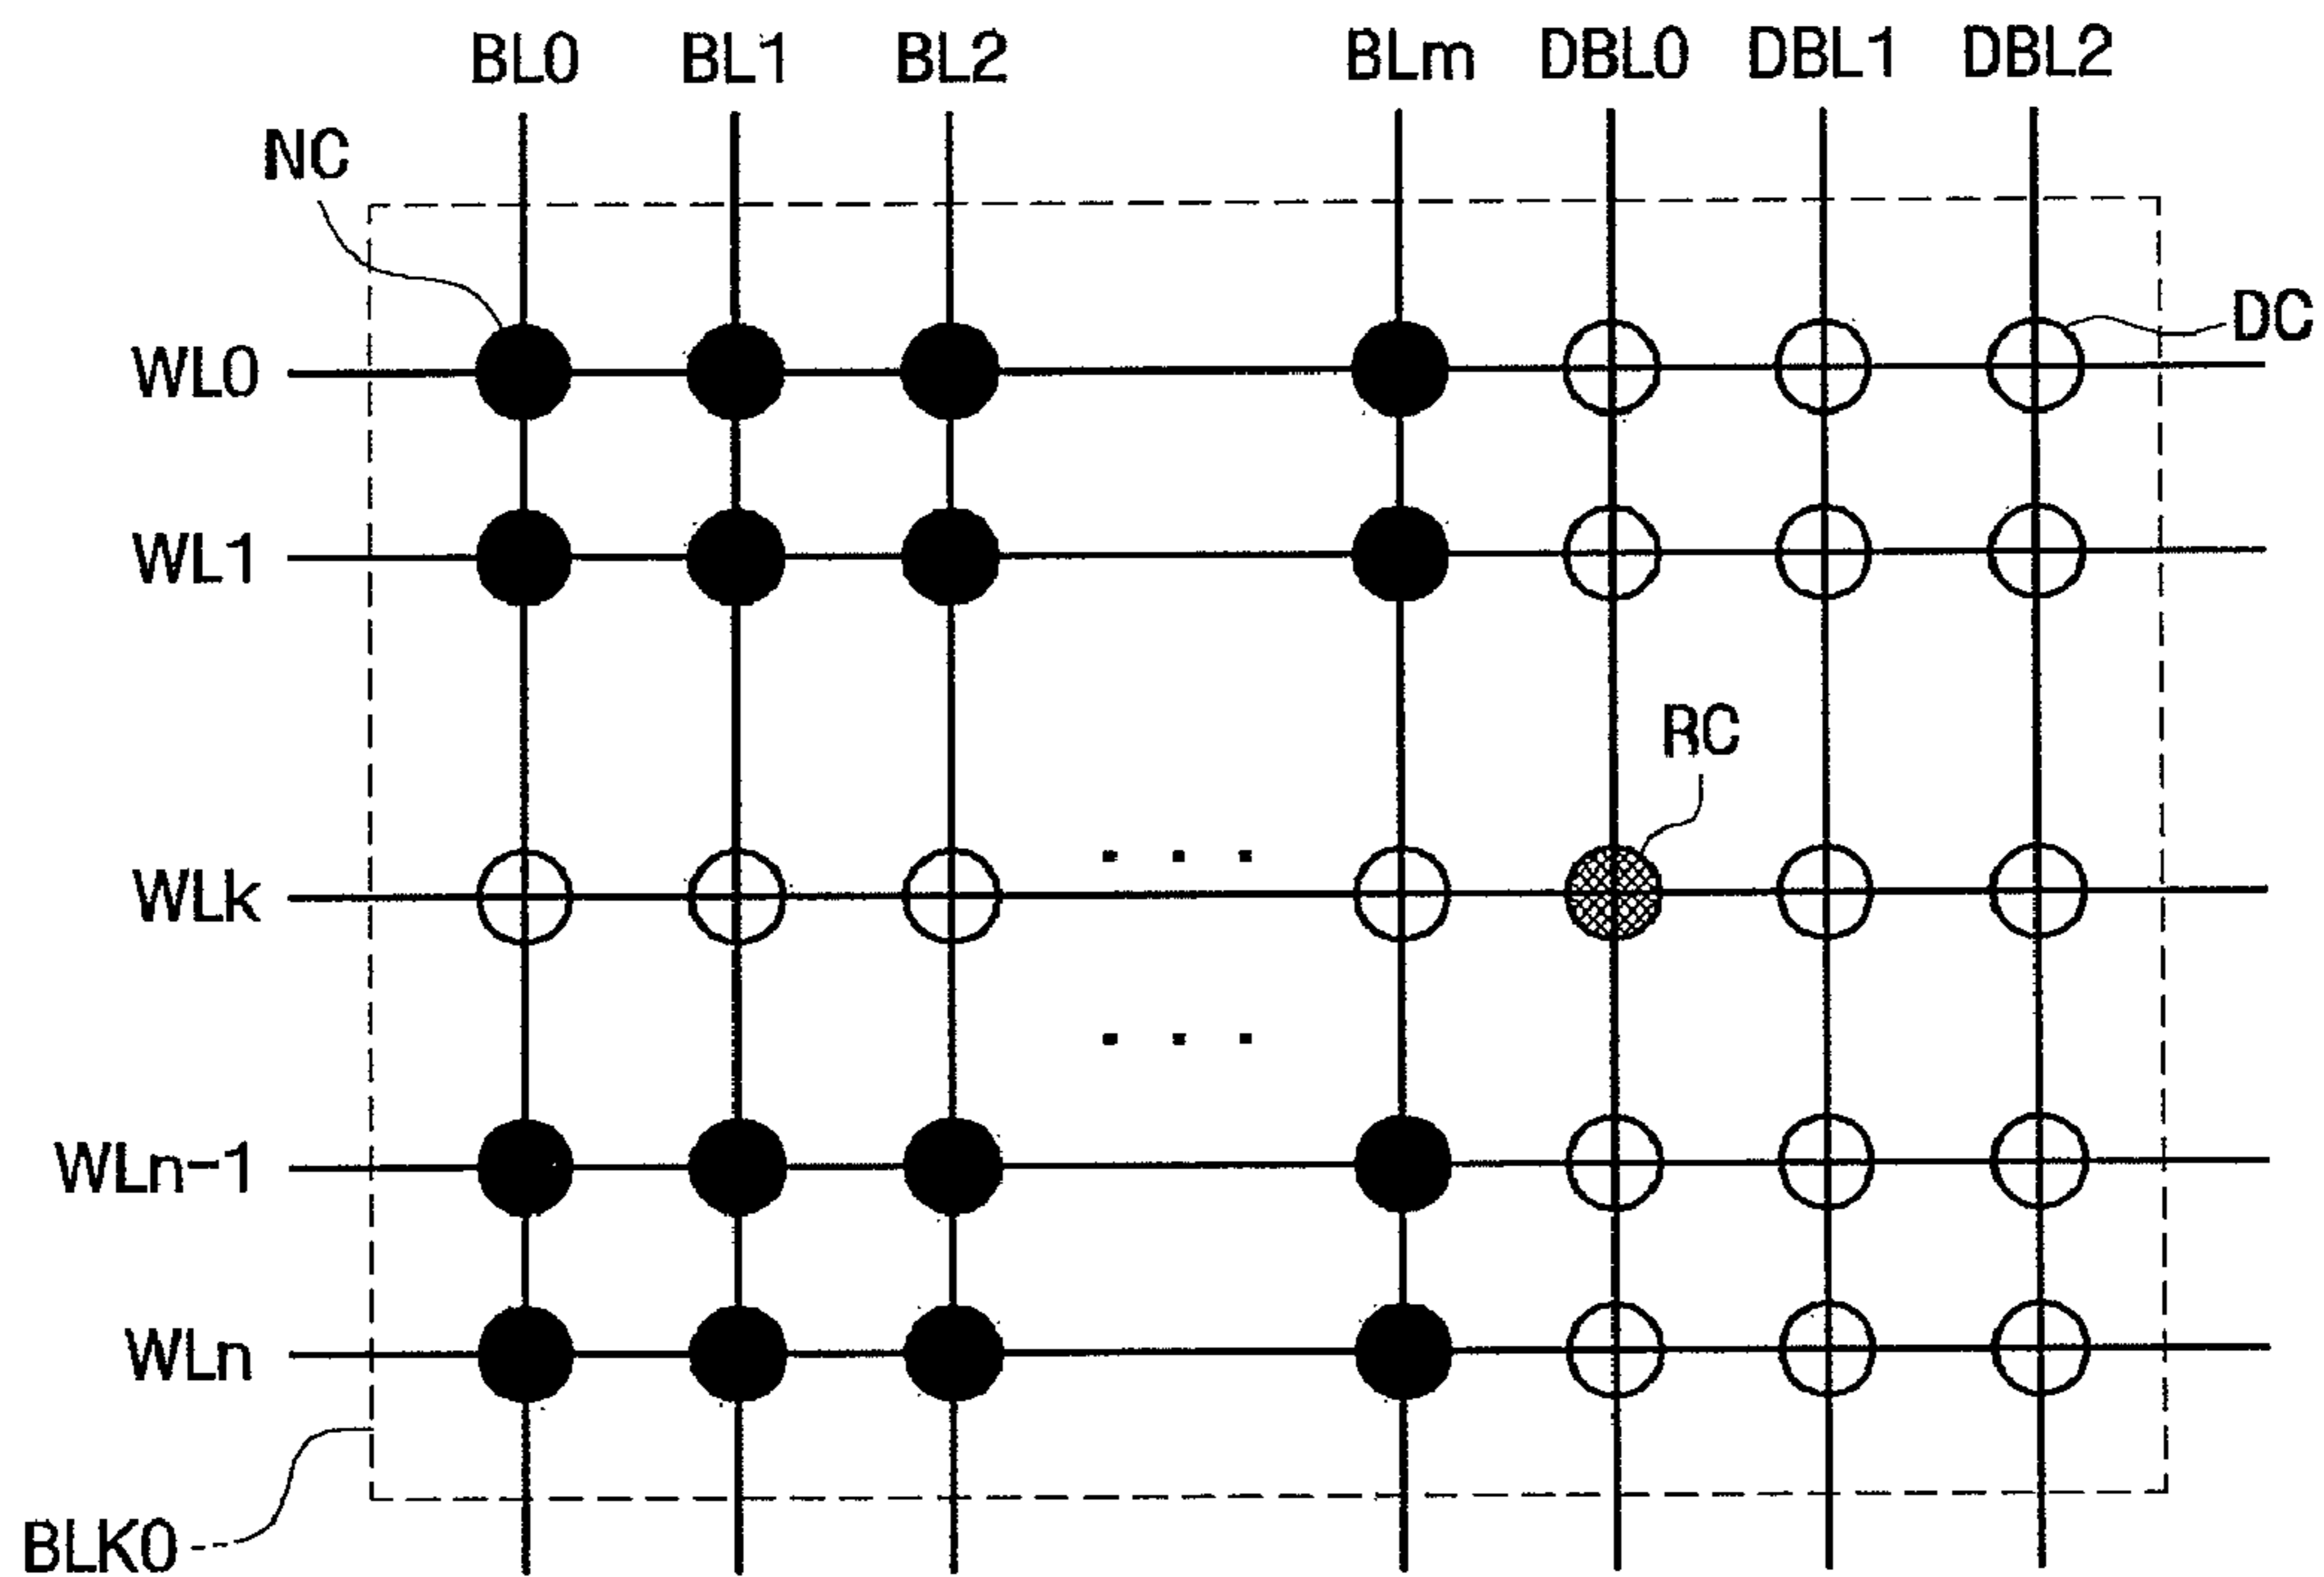 BL0 BL1 BL2 BLm DBL0 DBL1 DBL2
NC
DC
WL0
WL1
RC
WLk
WLn-1
WLn
BLK0